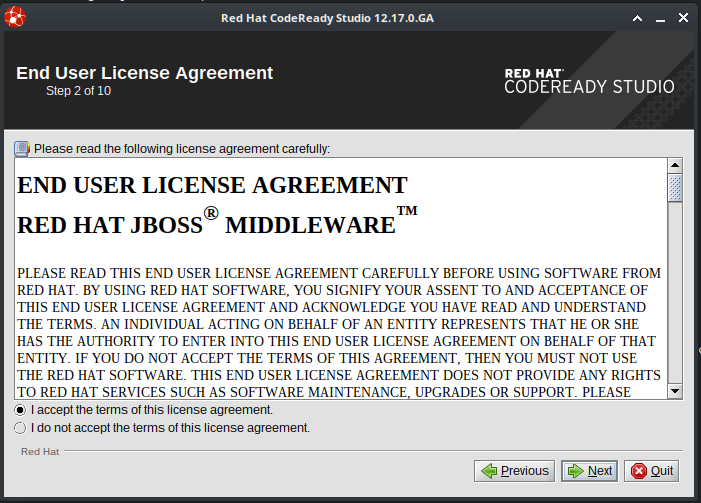 Red Hat CodeReady Studio 12.17.0.GA
End User License Agreement
Step 2 of 10
RED HAT®
CODEREADY STUDIO
Please read the following license agreement carefully:
END USER LICENSE AGREEMENT
RED HAT JBOSS® MIDDLEWARE™
PLEASE READ THIS END USER LICENSE AGREEMENT CAREFULLY BEFORE USING SOFTWARE FROM
RED HAT. BY USING RED HAT SOFTWARE, YOU SIGNIFY YOUR ASSENT TO AND ACCEPTANCE OF
THIS END USER LICENSE AGREEMENT AND ACKNOWLEDGE YOU HAVE READ AND UNDERSTAND
THE TERMS. AN INDIVIDUAL ACTING ON BEHALF OF AN ENTITY REPRESENTS THAT HE OR SHE
HAS THE AUTHORITY TO ENTER INTO THIS END USER LICENSE AGREEMENT ON BEHALF OF THAT
ENTITY. IF YOU DO NOT ACCEPT THE TERMS OF THIS AGREEMENT, THEN YOU MUST NOT USE
THE RED HAT SOFTWARE. THIS END USER LICENSE AGREEMENT DOES NOT PROVIDE ANY RIGHTS
TO RED HAT SERVICES SUCH AS SOFTWARE MAINTENANCE, UPGRADES OR SUPPORT. PLEASE
I accept the terms of this license agreement.
I do not accept the terms of this license agreement.
Red Hat
Previous
Next
Quit